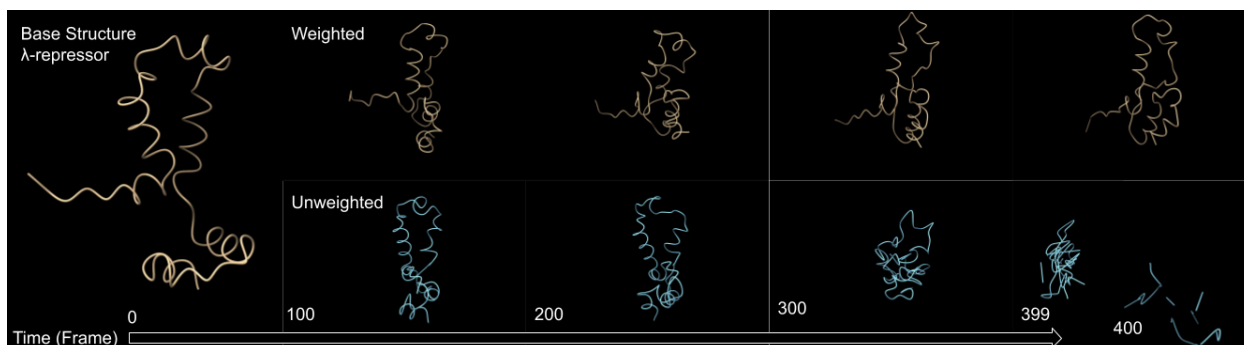 Base Structure
λ-repressor
Weighted
Unweighted
0
100
200
300
399
400
Time (Frame)